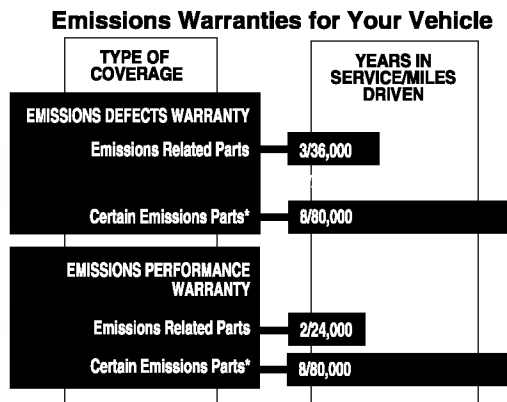 Emissions Warranties for Your Vehicle
TYPE OF
COVERAGE
YEARS IN
SERVICE/MILES
DRIVEN
EMISSIONS DEFECTS WARRANTY
Emissions Related Parts
3/36,000
Certain Emissions Parts*
8/80,000
EMISSIONS PERFORMANCE
WARRANTY
Emissions Related Parts
2/24,000
Certain Emissions Parts*
8/80,000